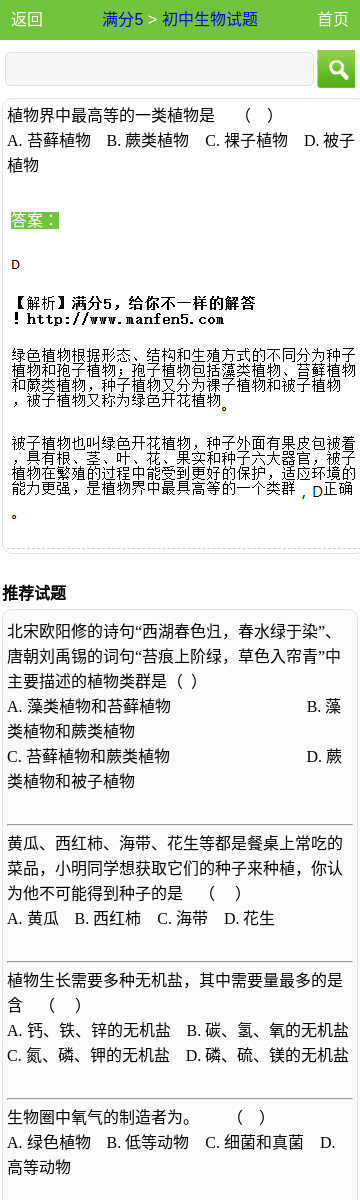 返回 满分5 > 初中生物试题 首页
植物界中最高等的一类植物是 （ ）
A. 苔藓植物 B. 蕨类植物 C. 裸子植物 D. 被子
植物
答案：
D
【解析】满分5，给你不一样的解答
！http://www.manfen5.com
绿色植物根据形态、结构和生殖方式的不同分为种子
植物和孢子植物；孢子植物包括藻类植物、苔藓植物
和蕨类植物，种子植物又分为裸子植物和被子植物
，被子植物又称为绿色开花植物。
被子植物也叫绿色开花植物，种子外面有果皮包被着
，具有根、茎、叶、花、果实和种子六大器官，被子
植物在繁殖的过程中能受到更好的保护，适应环境的
能力更强，是植物界中最具高等的一个类群，D正确
。
推荐试题
北宋欧阳修的诗句“西湖春色归，春水绿于染”、
唐朝刘禹锡的词句“苔痕上阶绿，草色入帘青”中
主要描述的植物类群是（ ）
A. 藻类植物和苔藓植物 B. 藻
类植物和蕨类植物
C. 苔藓植物和蕨类植物 D. 蕨
类植物和被子植物
黄瓜、西红柿、海带、花生等都是餐桌上常吃的
菜品，小明同学想获取它们的种子来种植，你认
为他不可能得到种子的是 （ ）
A. 黄瓜 B. 西红柿 C. 海带 D. 花生
植物生长需要多种无机盐，其中需要量最多的是
含 （ ）
A. 钙、铁、锌的无机盐 B. 碳、氢、氧的无机盐
C. 氮、磷、钾的无机盐 D. 磷、硫、镁的无机盐
生物圈中氧气的制造者为。 （ ）
A. 绿色植物 B. 低等动物 C. 细菌和真菌 D.
高等动物